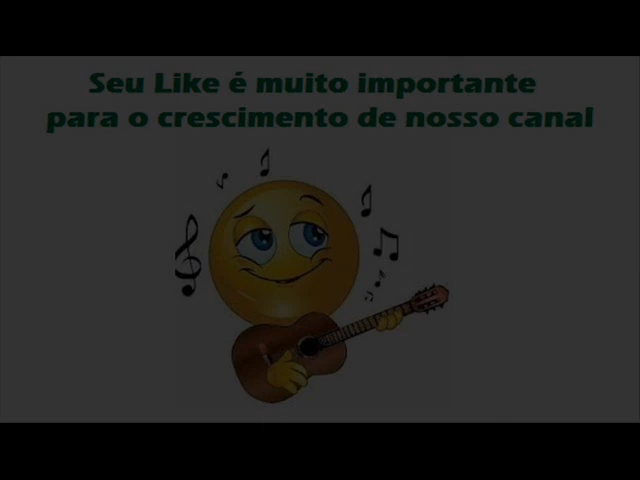 Seu Like é muito importante
para o crescimento de nosso canal